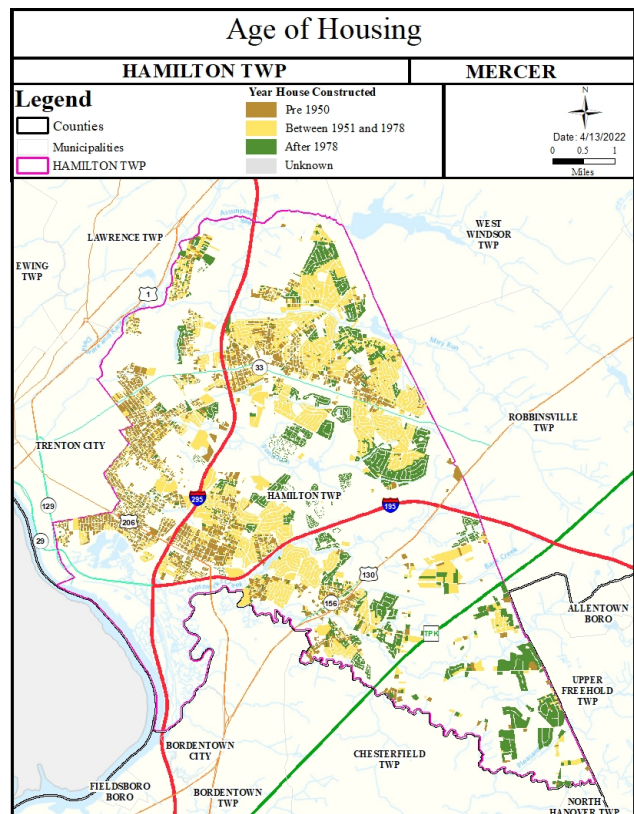 Age of Housing
HAMILTON TWP
MERCER
Legend
Counties
Municipalities
HAMILTON TWP
Year House Constructed
Pre 1950
Between 1951 and 1978
After 1978
Unknown
N
Date: 4/13/2022
0 0.5 1
Miles
LAWRENCE TWP
WEST
WINDSOR
TWP
EWING
TWP
1
33
ROBBINSVILLE
TWP
TRENTON CITY
HAMILTON TWP
295
195
129
206
29
130
156
TPK
ALLENTOWN
BORO
UPPER
FREEHOLD
TWP
BORDENTOWN
CITY
CHESTERFIELD
TWP
FIELDSBORO
BORO
BORDENTOWN
TWP
NORTH
HANOVER TWP